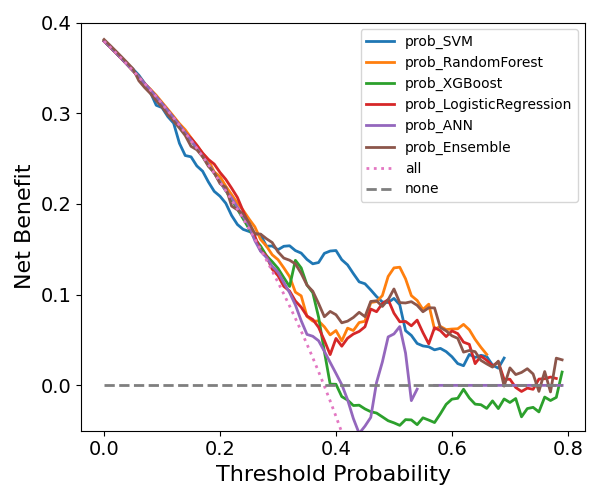 0.4
0.3
0.2
0.1
0.0
Net Benefit
prob_SVM
prob_RandomForest
prob_XGBoost
prob_LogisticRegression
prob_ANN
prob_Ensemble
all
none
0.0 0.2 0.4 0.6 0.8
Threshold Probability